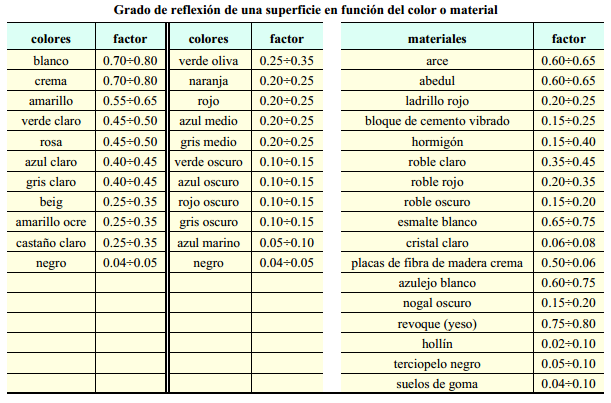 Grado de reflexión de una superficie en función del color o material
colores factor colores factor materiales factor
blanco 0.70÷0.80 verde oliva 0.25÷0.35 arce 0.60÷0.65
crema 0.70÷0.80 naranja 0.20÷0.25 abedul 0.60÷0.65
amarillo 0.55÷0.65 rojo 0.20÷0.25 ladrillo rojo 0.20÷0.25
verde claro 0.45÷0.50 azul medio 0.20÷0.25 bloque de cemento vibrado 0.15÷0.25
rosa 0.45÷0.50 gris medio 0.20÷0.25 hormigón 0.15÷0.40
azul claro 0.40÷0.45 verde oscuro 0.10÷0.15 roble claro 0.35÷0.45
gris claro 0.40÷0.45 azul oscuro 0.10÷0.15 roble rojo 0.20÷0.35
beig 0.25÷0.35 rojo oscuro 0.10÷0.15 roble oscuro 0.15÷0.20
amarillo ocre 0.25÷0.35 gris oscuro 0.10÷0.15 esmalte blanco 0.65÷0.75
castaño claro 0.25÷0.35 azul marino 0.05÷0.10 cristal claro 0.06÷0.08
negro 0.04÷0.05 negro 0.04÷0.05 placas de fibra de madera crema 0.50÷0.06
azulejo blanco 0.60÷0.75
nogal oscuro 0.15÷0.20
revoque (yeso) 0.75÷0.80
hollín 0.02÷0.10
terciopelo negro 0.05÷0.10
suelos de goma 0.04÷0.10